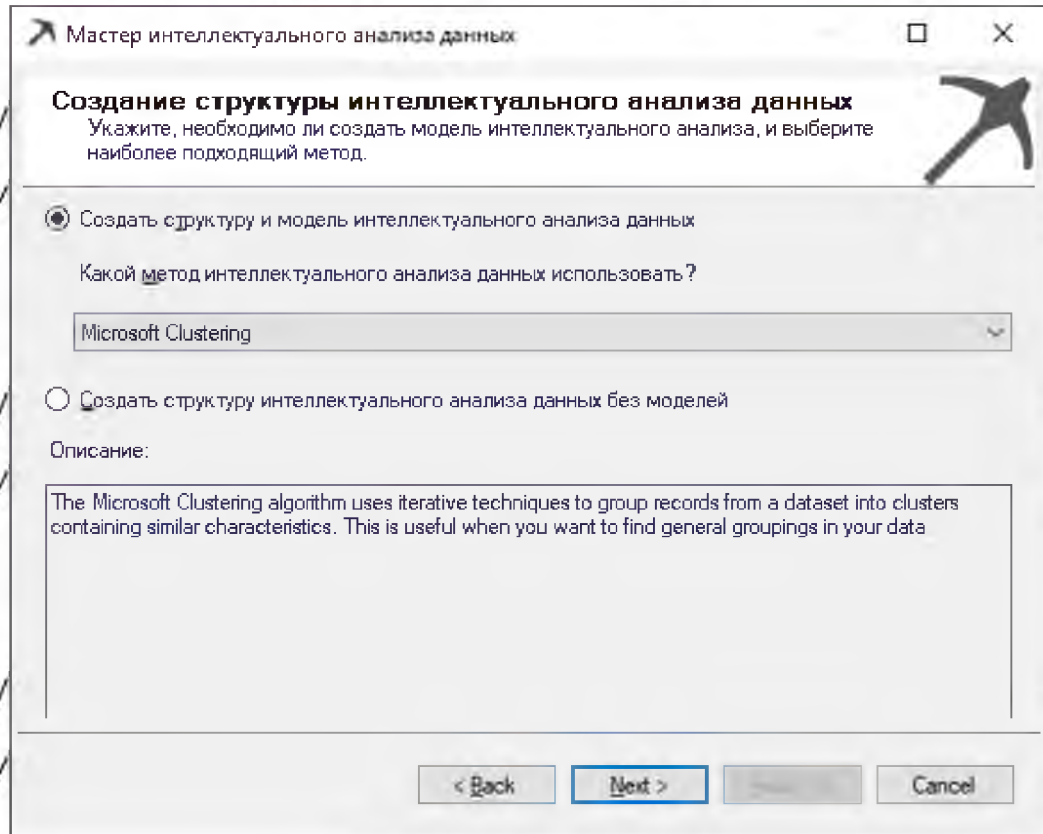 Мастер интеллектуального анализа данных
Создание структуры интеллектуального анализа данных
Укажите, необходимо ли создать модель интеллектуального анализа, и выберите
наиболее подходящий метод.
Создать структуру и модель интеллектуального анализа данных
Какой метод интеллектуального анализа данных использовать?
Microsoft Clustering
Создать структуру интеллектуального анализа данных без моделей
Описание:
The Microsoft Clustering algorithm uses iterative techniques to group records from a dataset into clusters
containing similar characteristics. This is useful when you want to find general groupings in your data
< Back Next > Cancel